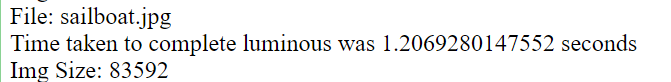 File: sailboat.jpg
Time taken to complete luminous was 1.2069280147552 seconds
Img Size: 83592